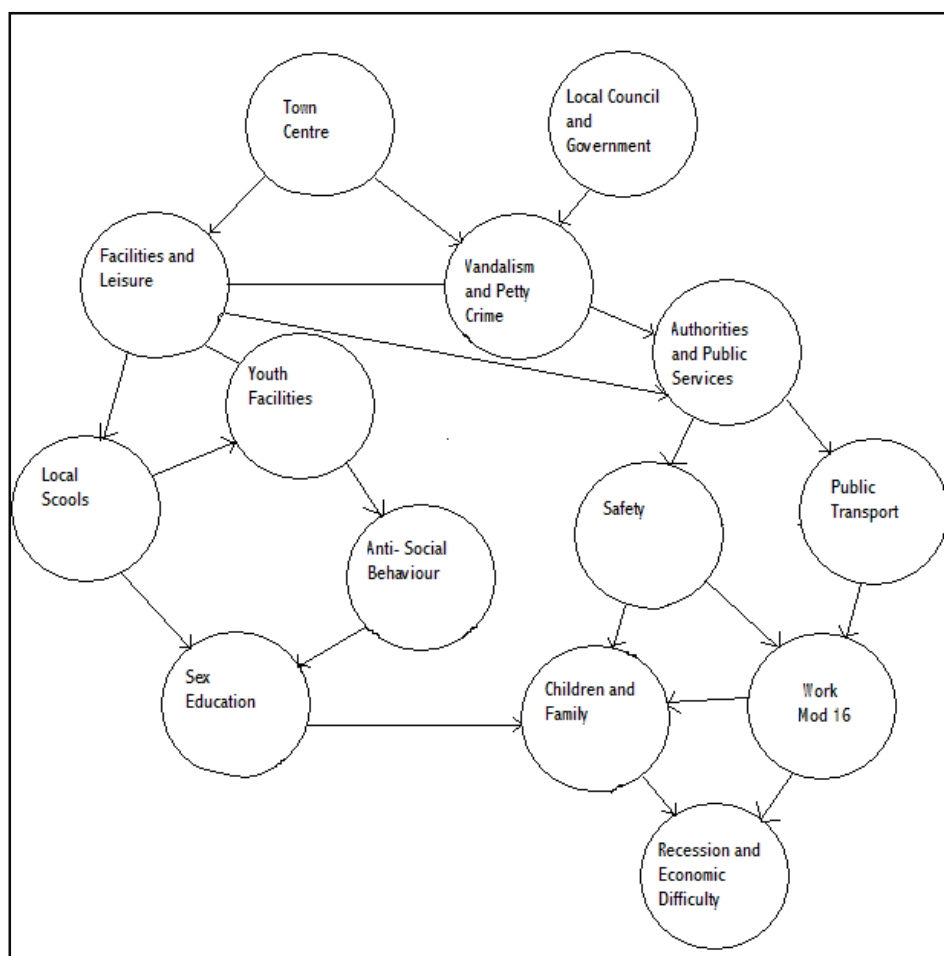 Town
Centre
Local Council
and
Government
Facilities and
Leisure
Vandalism
and Petty
Crime
Authorities
and Public
Services
Youth
Facilities
Local
Scools
Safety
Public
Transport
Anti- Social
Behaviour
Sex
Education
Children and
Family
Work
Mod 16
Recession and
Economic
Difficulty